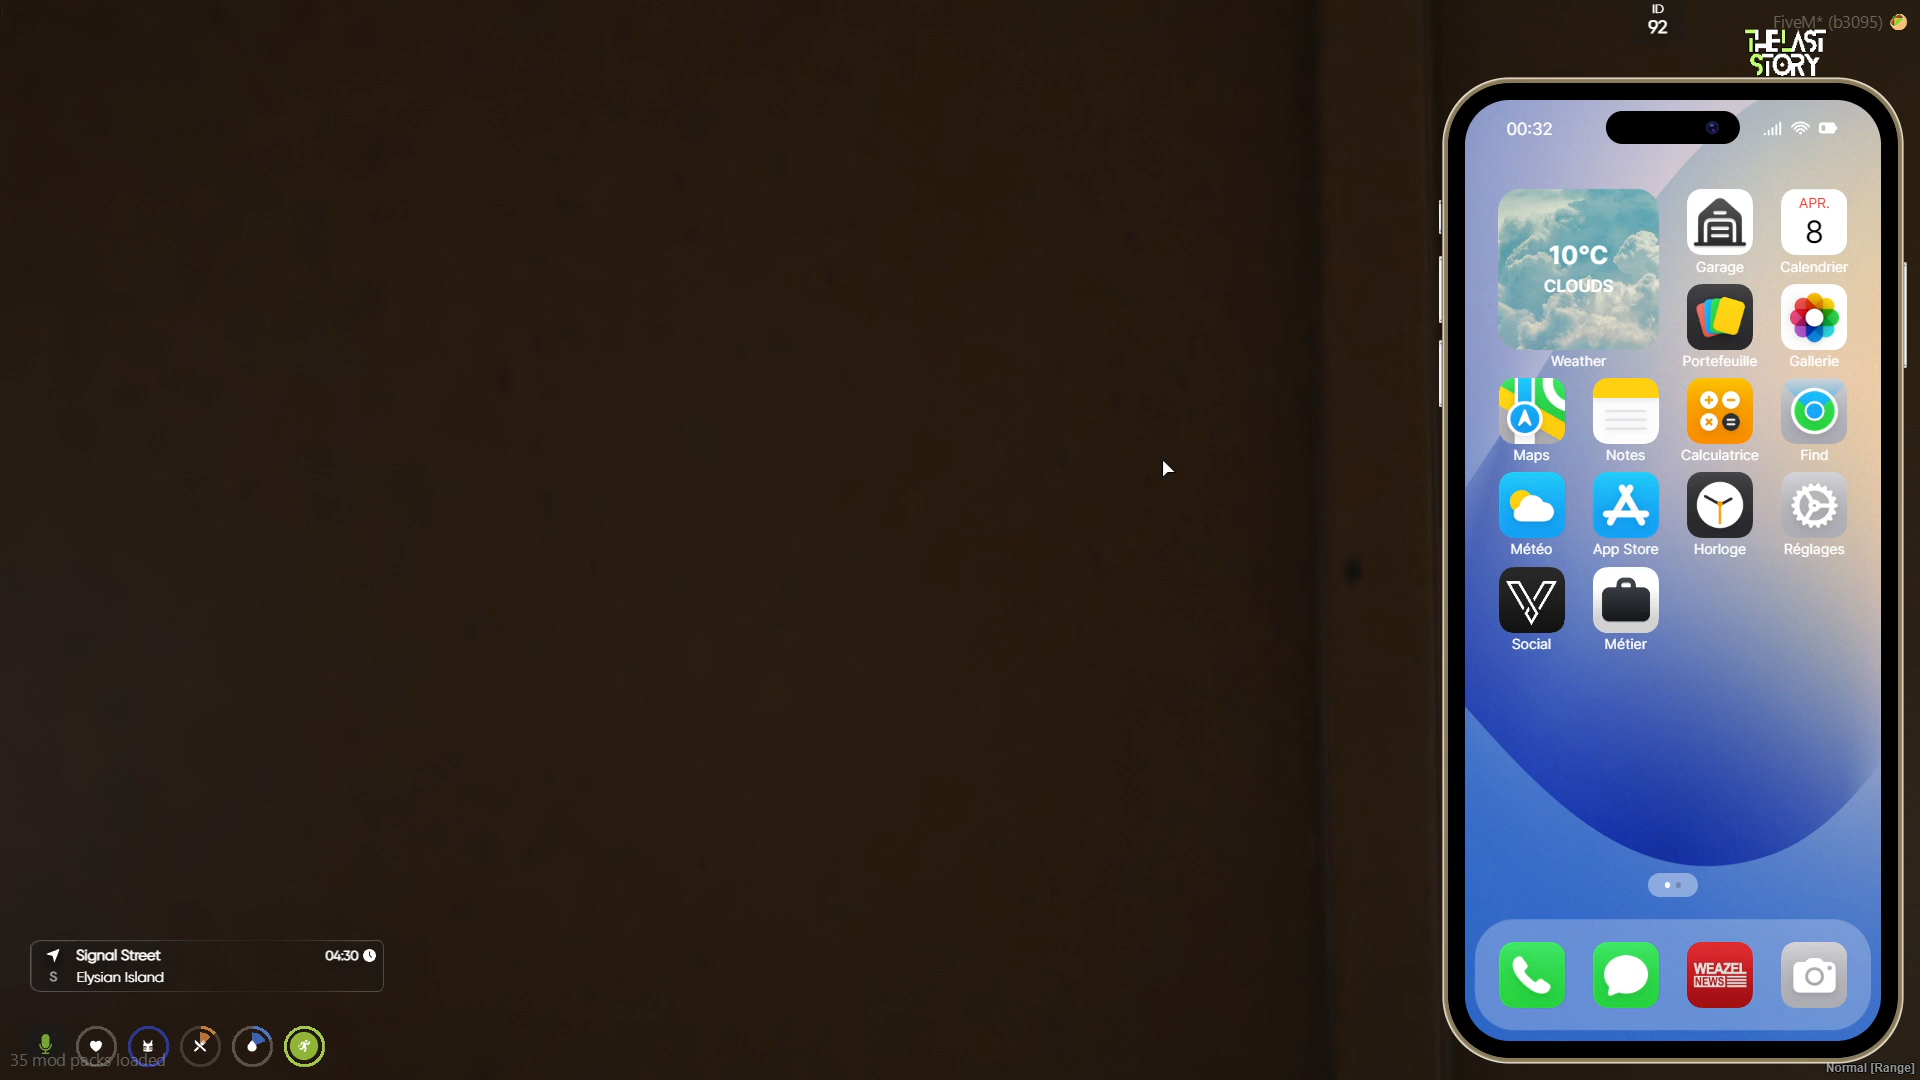 ID
92
FiveM* (b3095)
THE LAST
STORY
00:32
10°C
CLOUDS
Weather
Garage
APR.
8
Calendrier
Portefeuille
Gallerie
Maps
Notes
Calculatrice
Find
Météo
App Store
Horloge
Réglages
Social
Métier
WEAZEL
NEWS
Signal Street
04:30
S
Elysian Island
35 mod packs loaded
Normal [Range]